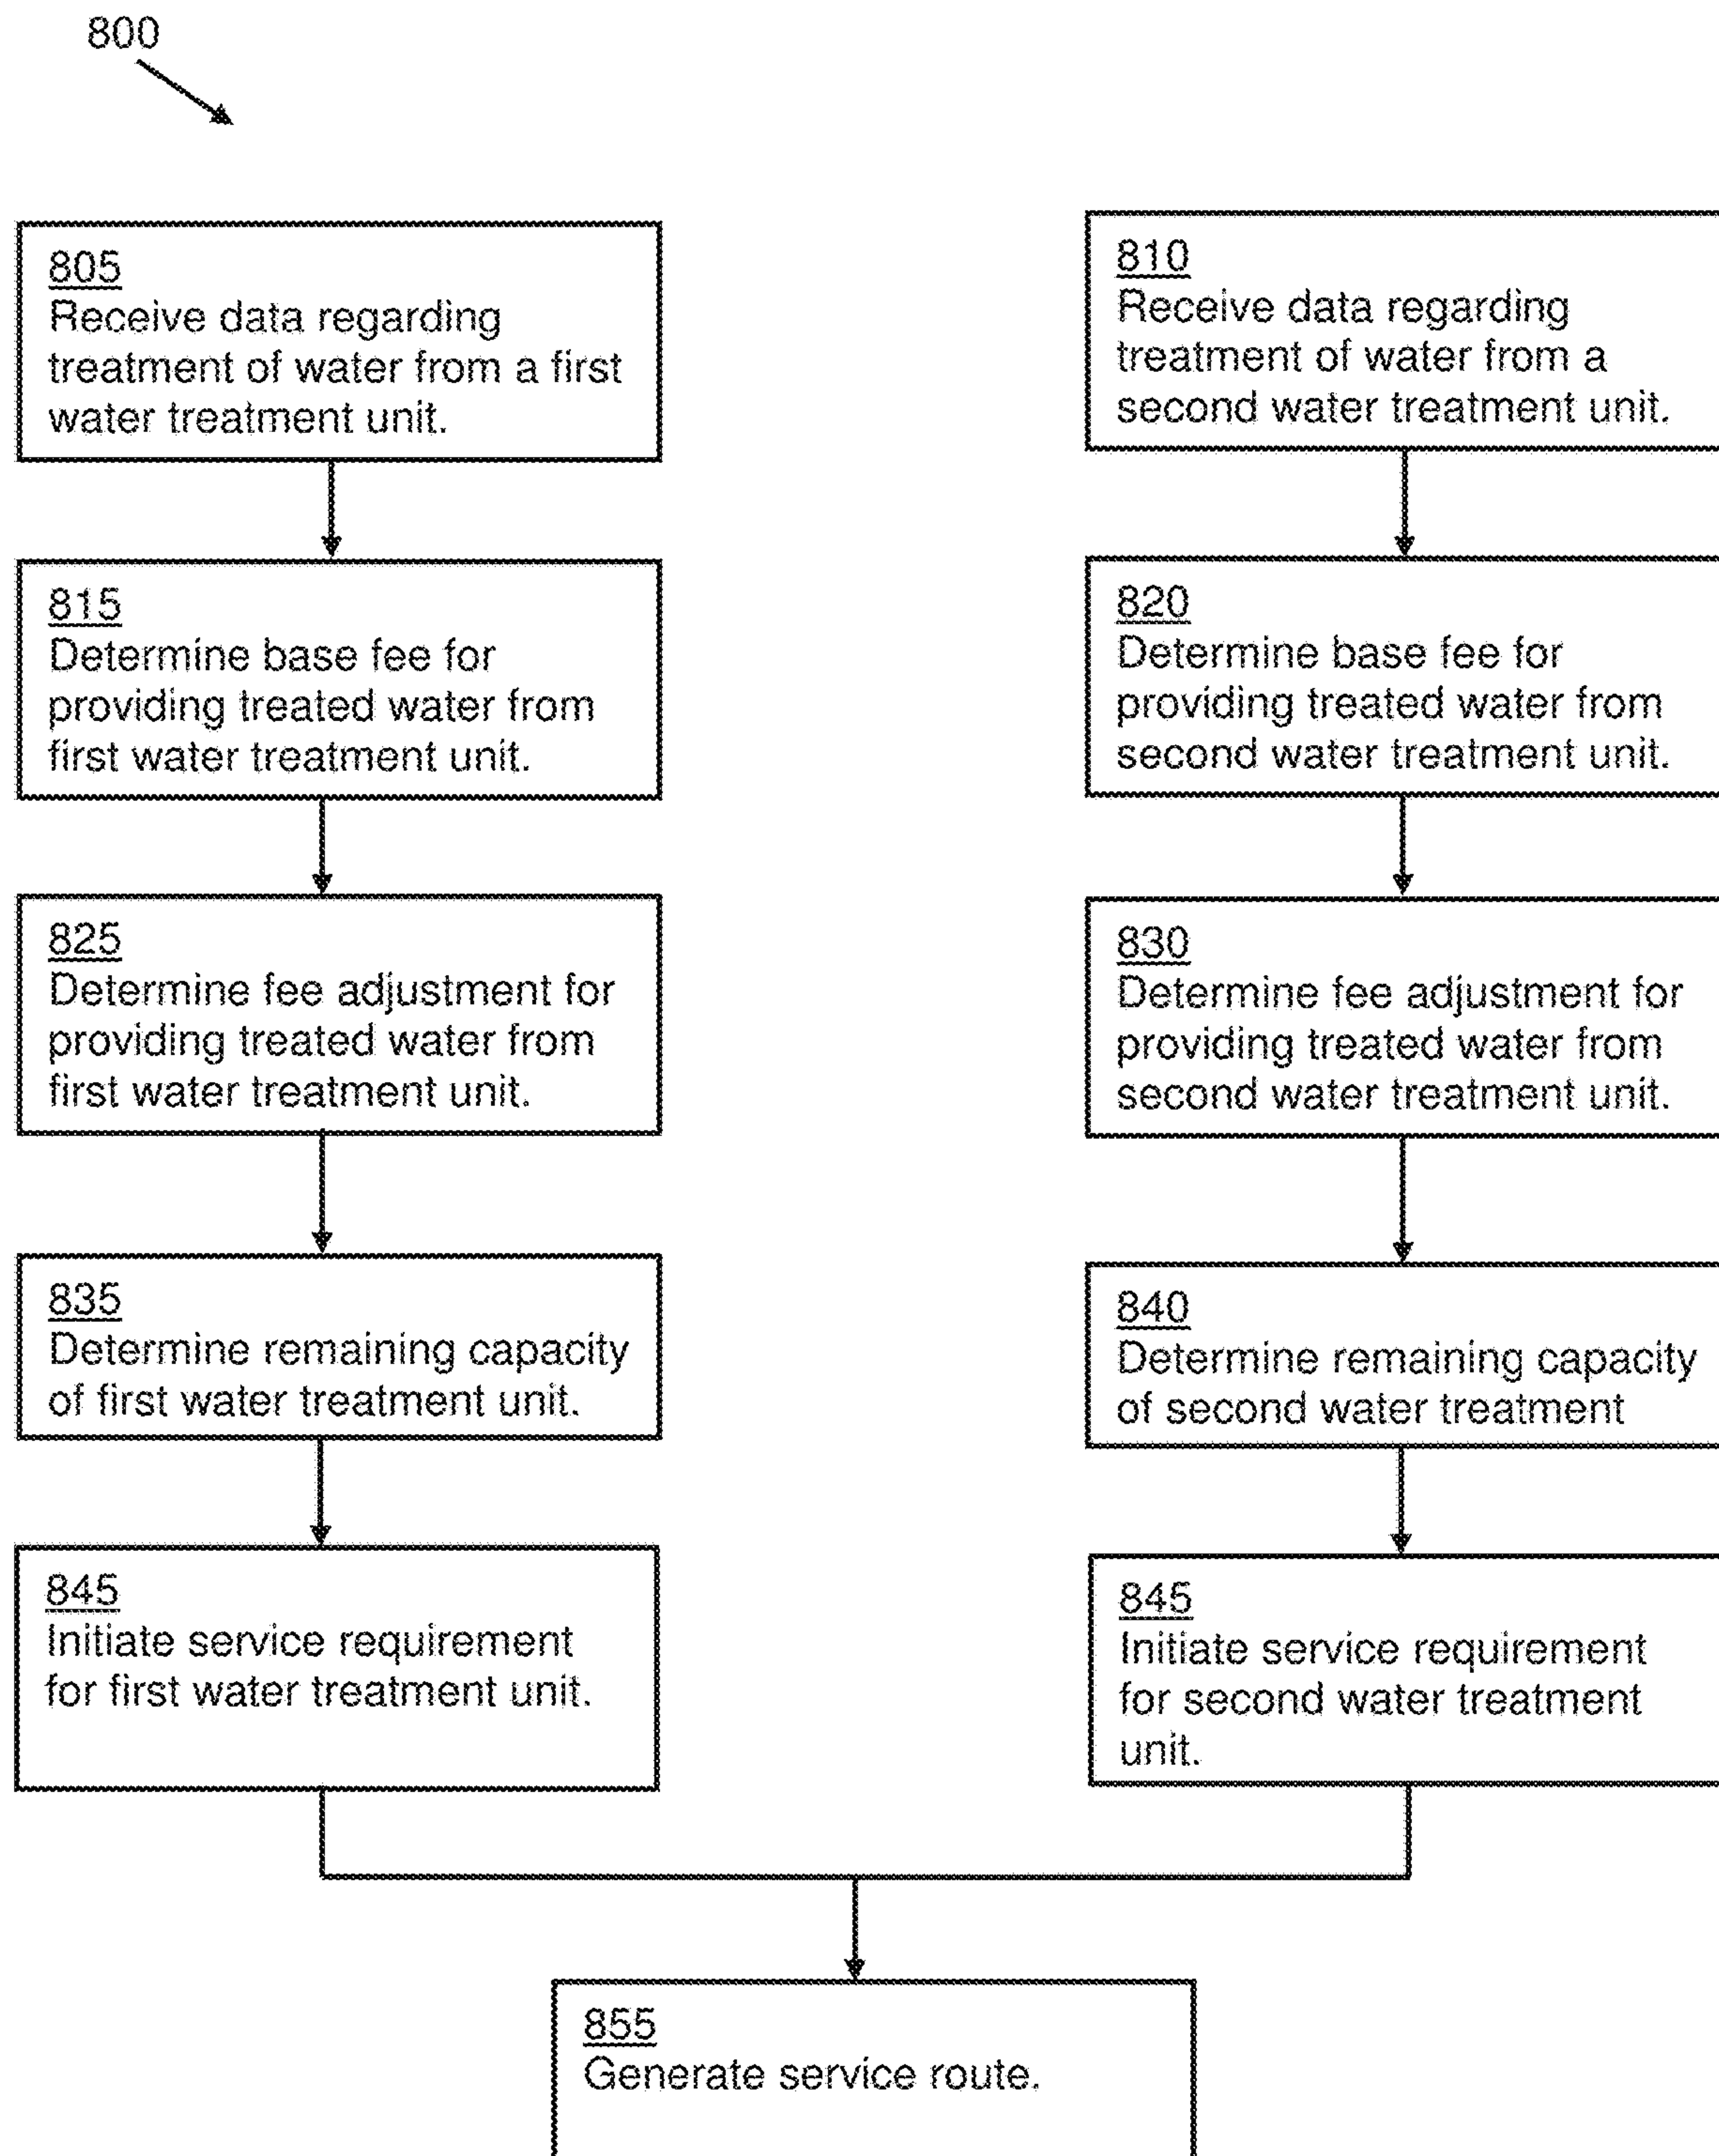 800
805
Receive data regarding
treatment of water from a first
water treatment unit.
810
Receive data regarding
treatment of water from a
second water treatment unit.
815
Determine base fee for
providing treated water from
first water treatment unit.
820
Determine base fee for
providing treated water from
second water treatment unit.
825
Determine fee adjustment for
providing treated water from
first water treatment unit.
830
Determine fee adjustment for
providing treated water from
second water treatment unit.
835
Determine remaining capacity
of first water treatment unit.
840
Determine remaining capacity
of second water treatment
845
Initiate service requirement
for first water treatment unit.
845
Initiate service requirement
for second water treatment
unit.
855
Generate service route.